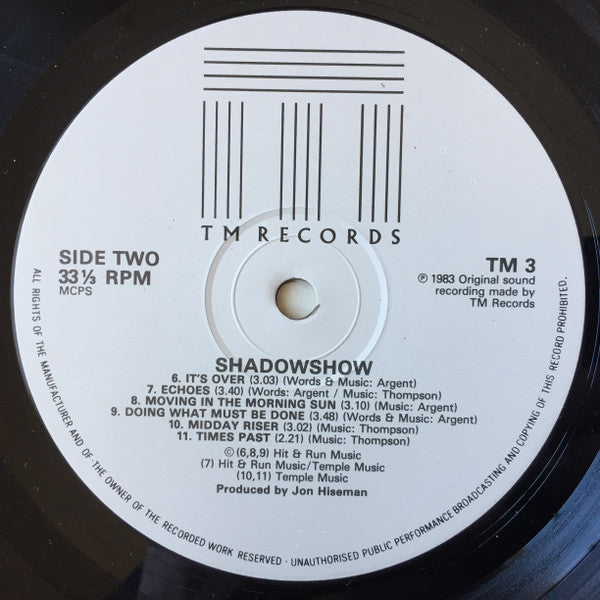 TM RECORDS
SIDE TWO
33⅓ RPM
MCPS
TM 3
℗ 1983 Original sound
recording made by
TM Records
SHADOWSHOW
6. IT'S OVER (3.03) (Words & Music: Argent)
7. ECHOES (3.40) (Words: Argent / Music: Thompson)
8. MOVING IN THE MORNING SUN (3.10) (Music: Argent)
9. DOING WHAT MUST BE DONE (3.48) (Words & Music: Argent)
10. MIDDAY RISER (3.02) (Music: Thompson)
11. TIMES PAST (2.21) (Music: Thompson)
©(6,8,9) Hit & Run Music
(7) Hit & Run Music/Temple Music
(10,11) Temple Music
Produced by Jon Hiseman
ALL RIGHTS OF THE MANUFACTURER AND OF THE OWNER OF THE RECORDED WORK RESERVED - UNAUTHORISED PUBLIC PERFORMANCE BROADCASTING AND COPYING OF THIS RECORD PROHIBITED.